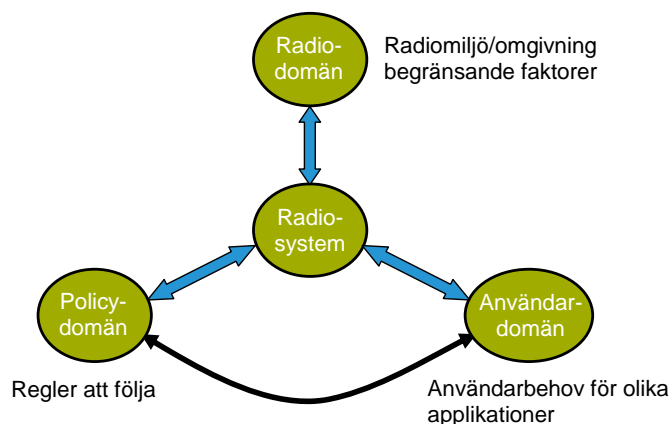 Radio-
domän
Radiomiljö/omgivning
begränsande faktorer
Radio-
system
Policy-
domän
Användar-
domän
Regler att följa
Användarbehov för olika
applikationer